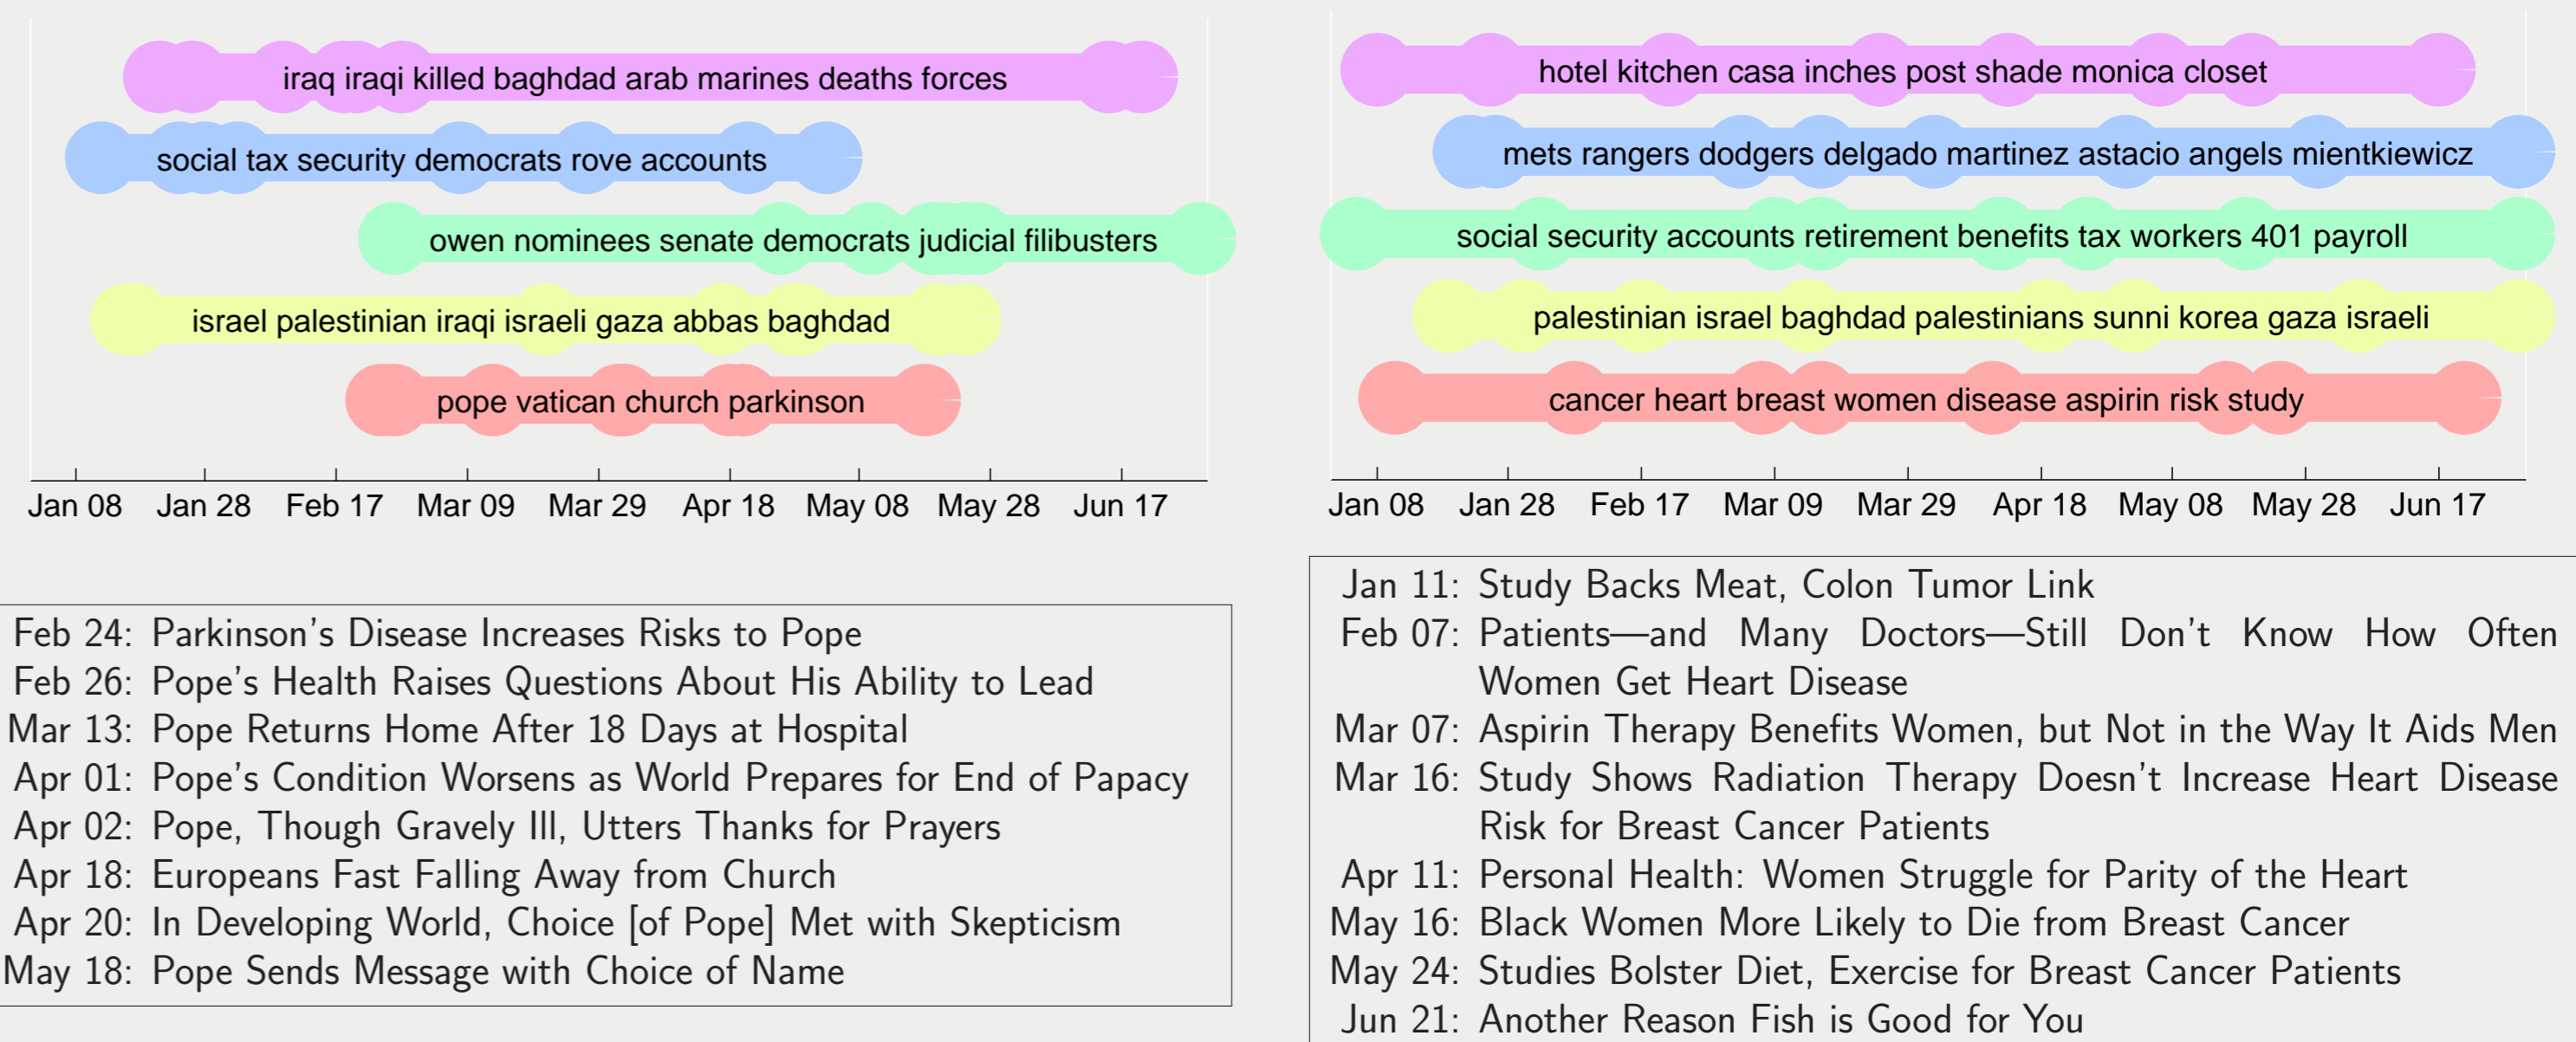 iraq iraqi killed baghdad arab marines deaths forces
social tax security democrats rove accounts
owen nominees senate democrats judicial filibusters
israel palestinian iraqi israeli gaza abbas baghdad
pope vatican church parkinson
Jan 08 Jan 28 Feb 17 Mar 09 Mar 29 Apr 18 May 08 May 28 Jun 17
Feb 24: Parkinson's Disease Increases Risks to Pope
Feb 26: Pope's Health Raises Questions About His Ability to Lead
Mar 13: Pope Returns Home After 18 Days at Hospital
Apr 01: Pope's Condition Worsens as World Prepares for End of Papacy
Apr 02: Pope, Though Gravely Ill, Utters Thanks for Prayers
Apr 18: Europeans Fast Falling Away from Church
Apr 20: In Developing World, Choice [of Pope] Met with Skepticism
May 18: Pope Sends Message with Choice of Name
hotel kitchen casa inches post shade monica closet
mets rangers dodgers delgado martinez astacio angels mientkiewicz
social security accounts retirement benefits tax workers 401 payroll
palestinian israel baghdad palestinians sunni korea gaza israeli
cancer heart breast women disease aspirin risk study
Jan 08 Jan 28 Feb 17 Mar 09 Mar 29 Apr 18 May 08 May 28 Jun 17
Jan 11: Study Backs Meat, Colon Tumor Link
Feb 07: Patients—and Many Doctors—Still Don't Know How Often
Women Get Heart Disease
Mar 07: Aspirin Therapy Benefits Women, but Not in the Way It Aids Men
Mar 16: Study Shows Radiation Therapy Doesn't Increase Heart Disease
Risk for Breast Cancer Patients
Apr 11: Personal Health: Women Struggle for Parity of the Heart
May 16: Black Women More Likely to Die from Breast Cancer
May 24: Studies Bolster Diet, Exercise for Breast Cancer Patients
Jun 21: Another Reason Fish is Good for You